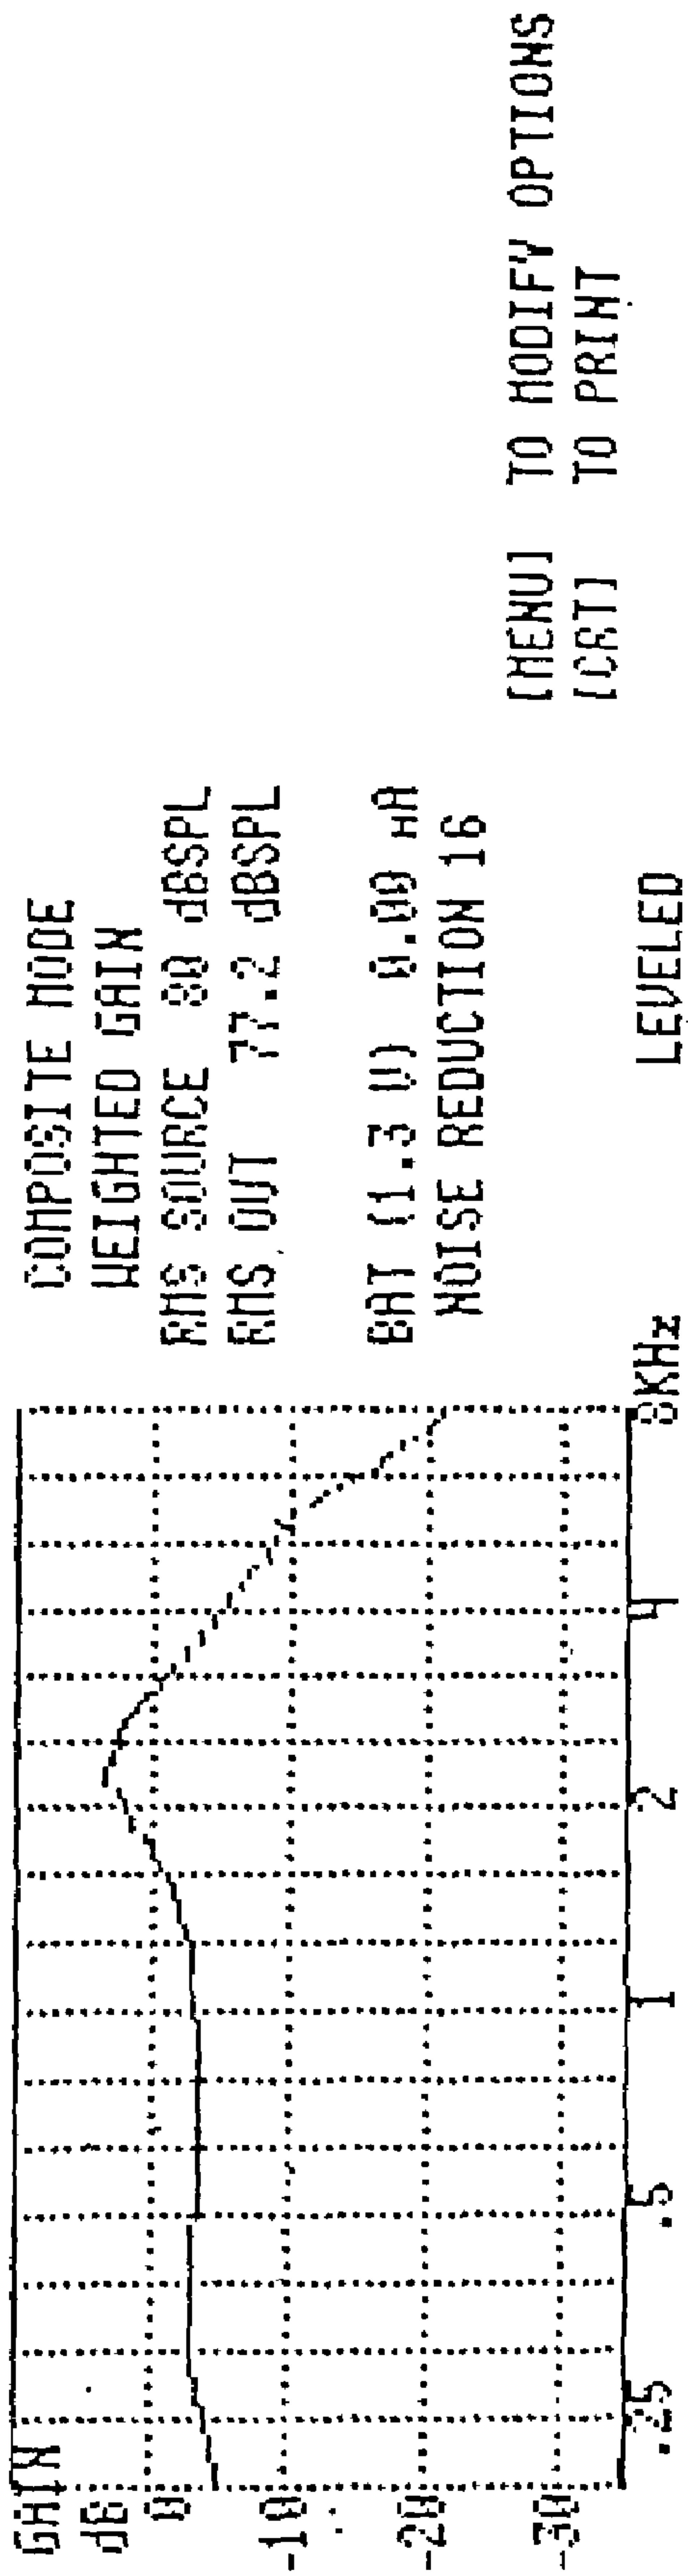 GAIN
dB
0
-10
-20
-30
.25 .5 1 2 4 8KHz
COMPOSITE MODE
WEIGHTED GAIN
RMS SOURCE 80 dBSPL
RMS OUT 77.2 dBSPL
BAT (1.3 V) 0.00 mA
NOISE REDUCTION 16
LEVELED
[MENU] TO MODIFY OPTIONS
[CRT] TO PRINT